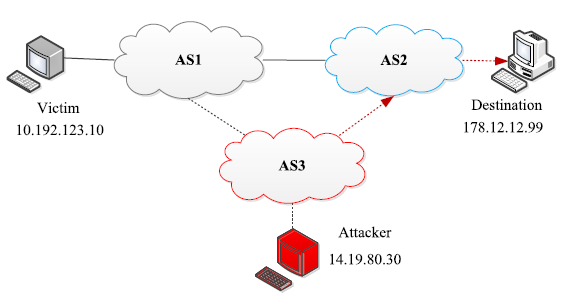 AS1
AS2
Victim
10.192.123.10
Destination
178.12.12.99
AS3
Attacker
14.19.80.30